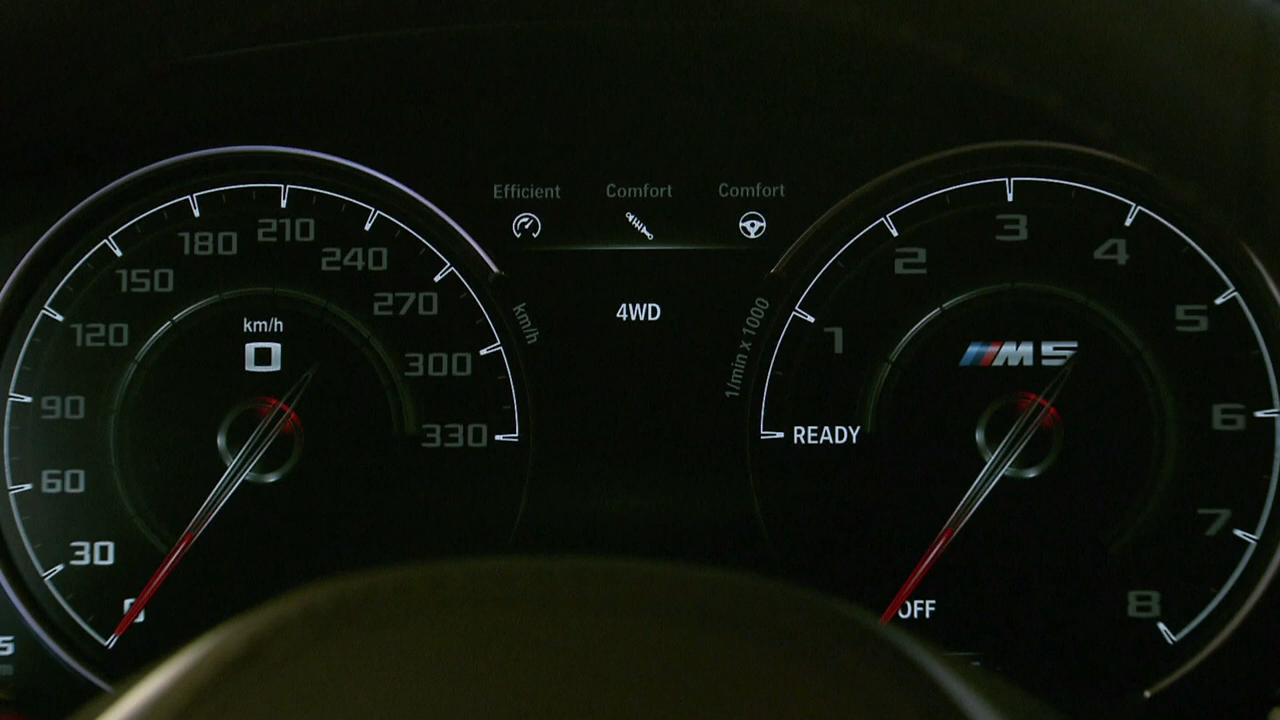 Efficient Comfort Comfort
180 210 240
150 270
120 300
90 330
60
30
0
km/h
0
km/h
4WD
1/min x 1000
1 2 3 4 5 6 7 8
M5
READY
OFF